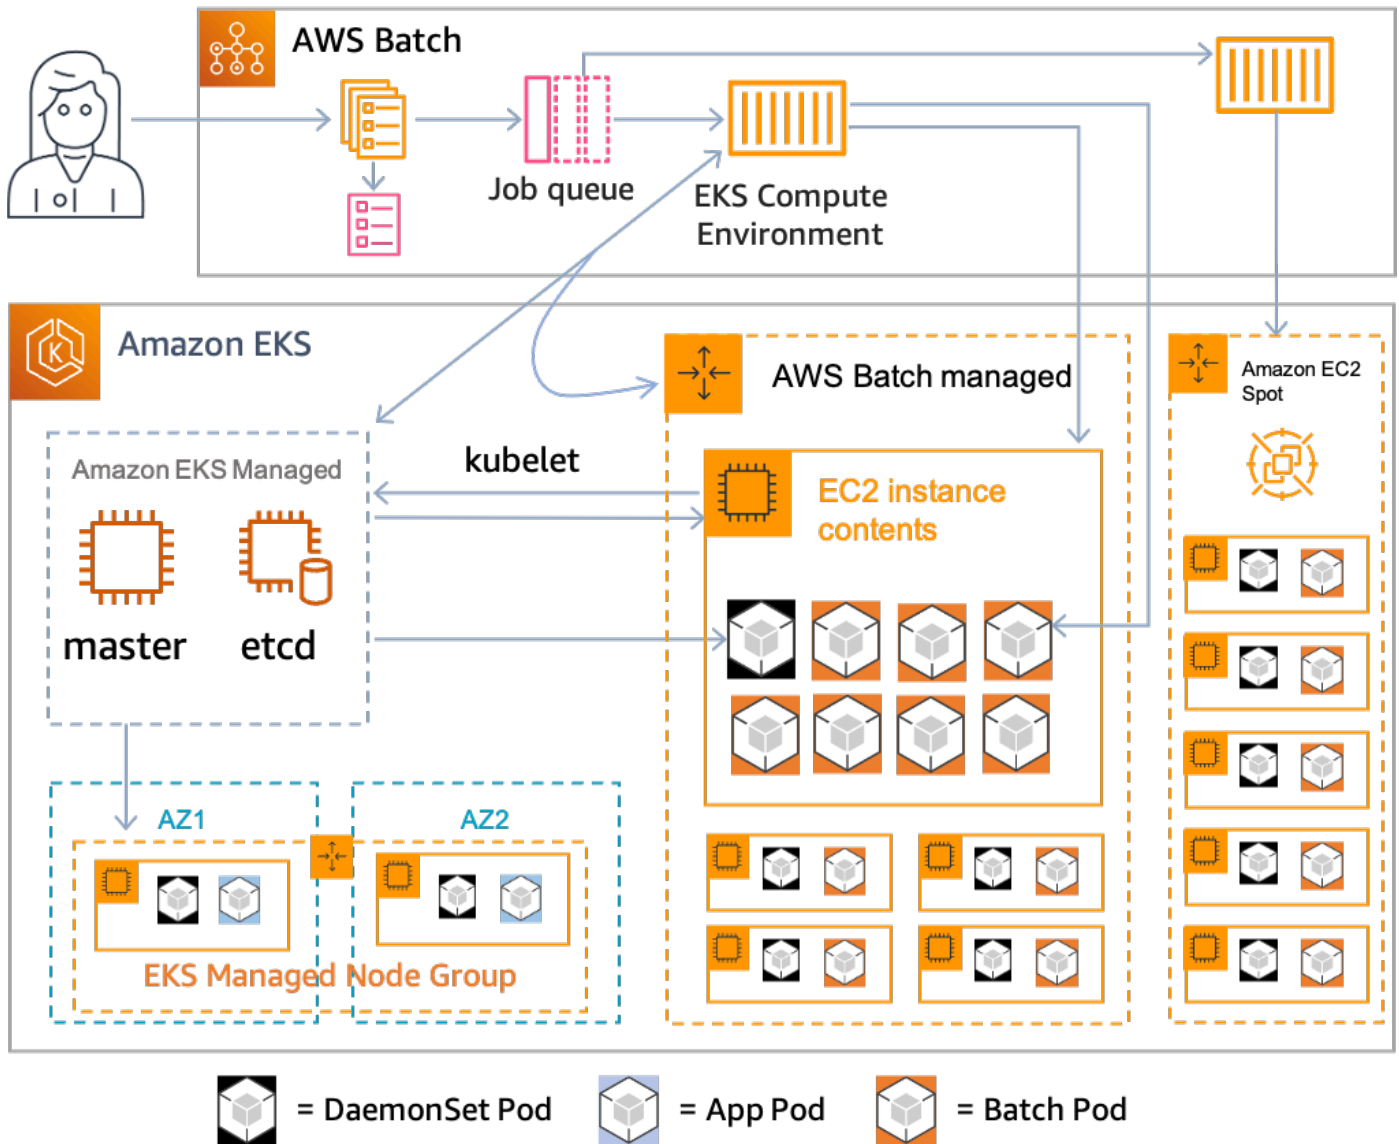 AWS Batch
Job queue
EKS Compute
Environment
Amazon EKS
K
AWS Batch managed
Amazon EC2
Spot
Amazon EKS Managed
kubelet
EC2 instance
contents
master
etcd
AZ1
AZ2
EKS Managed Node Group
= DaemonSet Pod
= App Pod
= Batch Pod